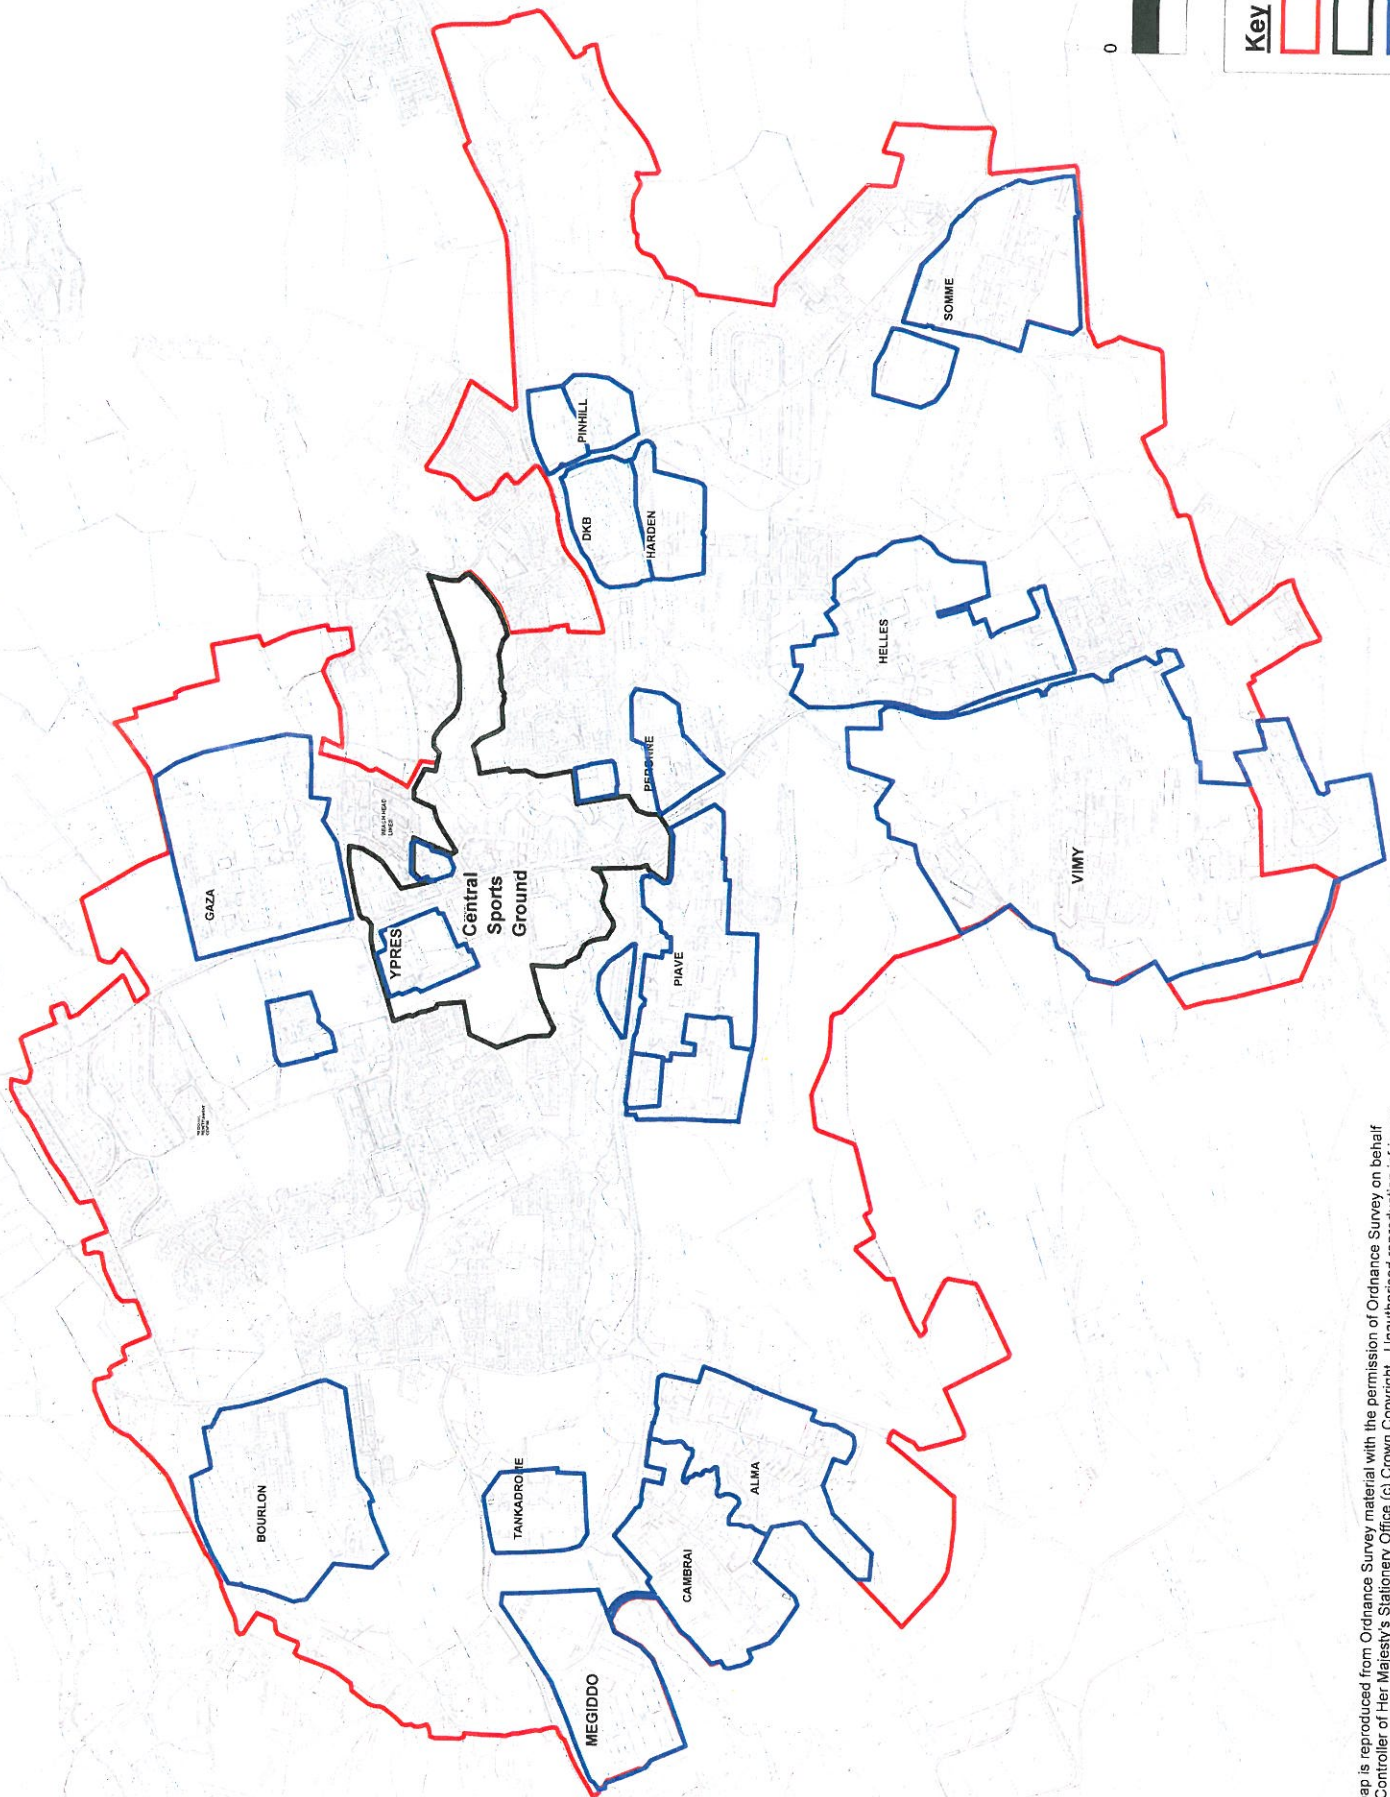 0
Key
SOMME
PINHILL
DKB
HARDEN
HELLES
PERONNE
VIMY
GAZA
Central
Sports
Ground
YPRES
PIAVE
BOURLON
TANKADROME
ALMA
CAMBRAI
MEGIDDO
ap is reproduced from Ordnance Survey material with the permission of Ordnance Survey on behalf
Controller of Her Majesty's Stationery Office (c) Crown Copyright. Unauthorised reproduction